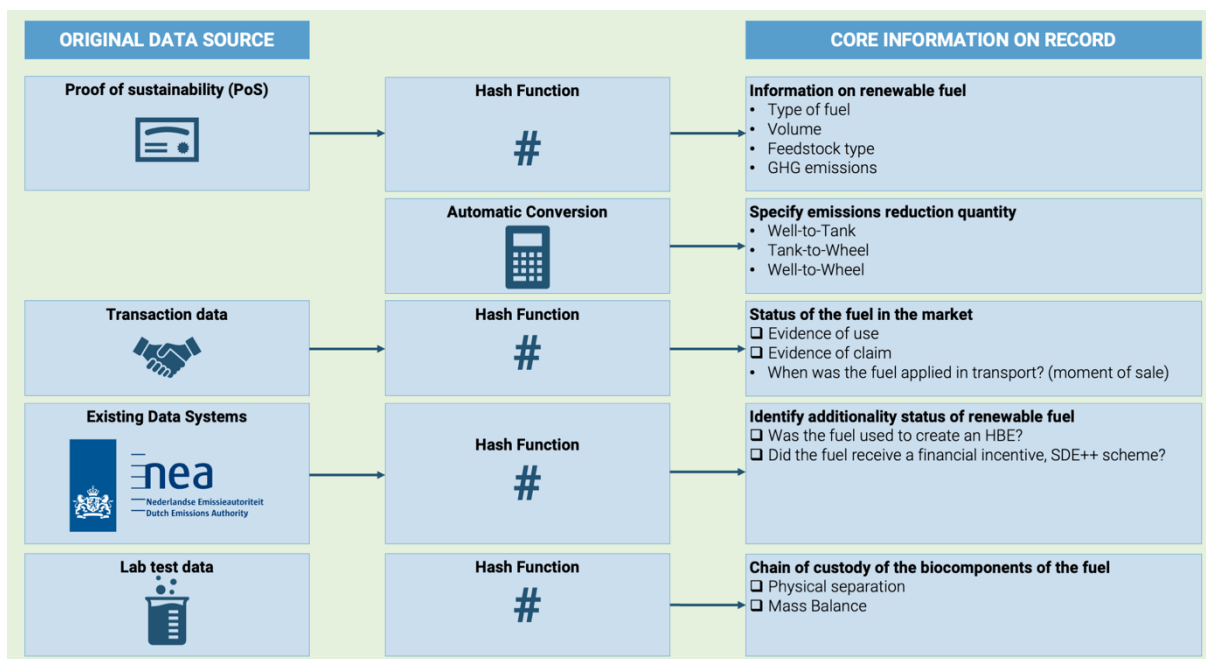 ORIGINAL DATA SOURCE
CORE INFORMATION ON RECORD
Proof of sustainability (PoS)
Hash Function
#
Information on renewable fuel
• Type of fuel
• Volume
• Feedstock type
• GHG emissions
Automatic Conversion
Specify emissions reduction quantity
• Well-to-Tank
• Tank-to-Wheel
• Well-to-Wheel
Transaction data
Hash Function
#
Status of the fuel in the market
❑ Evidence of use
❑ Evidence of claim
• When was the fuel applied in transport? (moment of sale)
Existing Data Systems
nea
Nederlandse Emissieautoriteit
Dutch Emissions Authority
Hash Function
#
Identify additionality status of renewable fuel
❑ Was the fuel used to create an HBE?
❑ Did the fuel receive a financial incentive, SDE++ scheme?
Lab test data
Hash Function
#
Chain of custody of the biocomponents of the fuel
❑ Physical separation
❑ Mass Balance